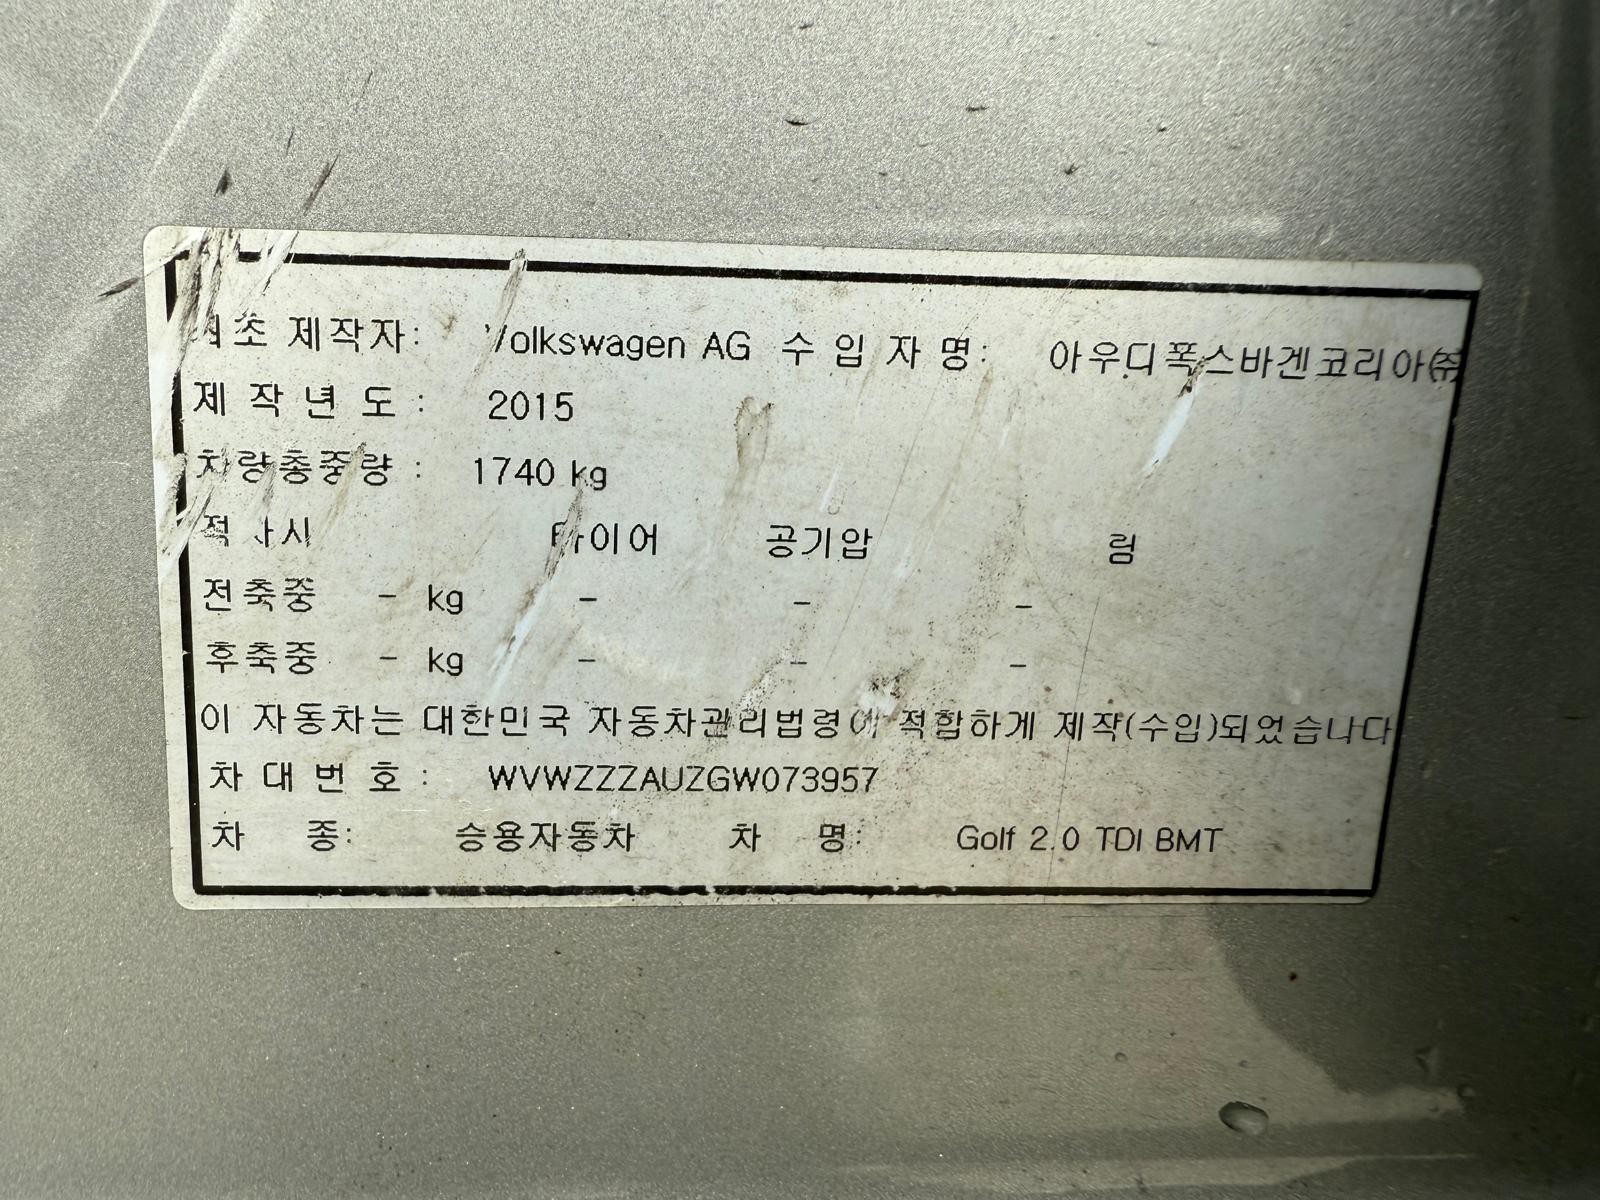 최초 제작자: Volkswagen AG 수 입 자 명: 아우디폭스바겐코리아㈜
제 작 년 도 : 2015
차량총중량 : 1740 kg
타이어 공기압 림
전축중 - kg - - -
후축중 - kg - - -
이 자동차는 대한민국 자동차관리법령에 적합하게 제작(수입)되었습니다
차 대 번 호 : WVWZZZAUZGW073957
차 종: 승용자동차 차 명: Golf 2.0 TDI BMT